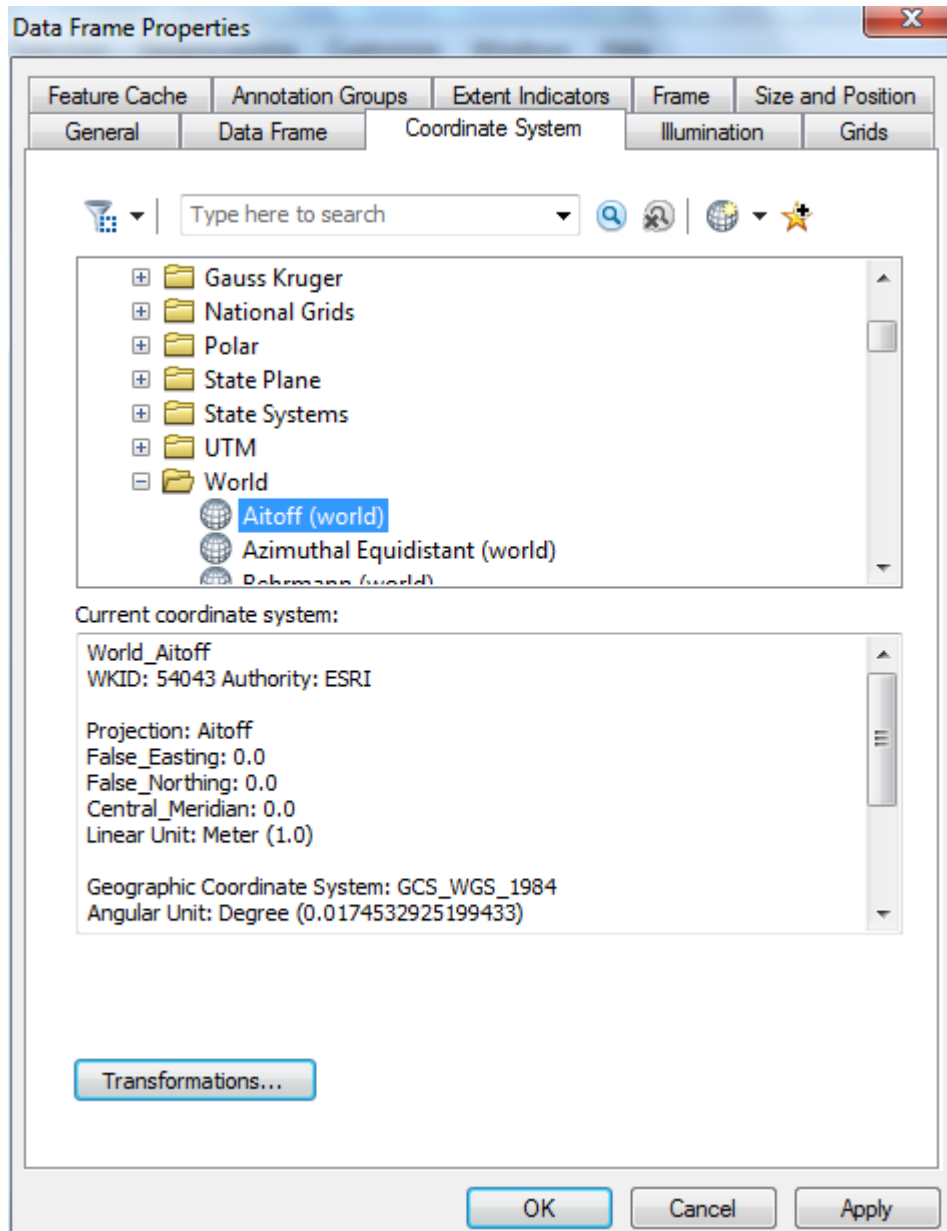 Data Frame Properties
Feature Cache
Annotation Groups
Extent Indicators
Frame
Size and Position
General
Data Frame
Coordinate System
Illumination
Grids
Type here to search
Gauss Kruger
National Grids
Polar
State Plane
State Systems
UTM
World
Aitoff (world)
Azimuthal Equidistant (world)
Behrmann (world)
Current coordinate system:
World_Aitoff
WKID: 54043 Authority: ESRI
Projection: Aitoff
False_Easting: 0.0
False_Northing: 0.0
Central_Meridian: 0.0
Linear Unit: Meter (1.0)
Geographic Coordinate System: GCS_WGS_1984
Angular Unit: Degree (0.0174532925199433)
Transformations...
OK
Cancel
Apply